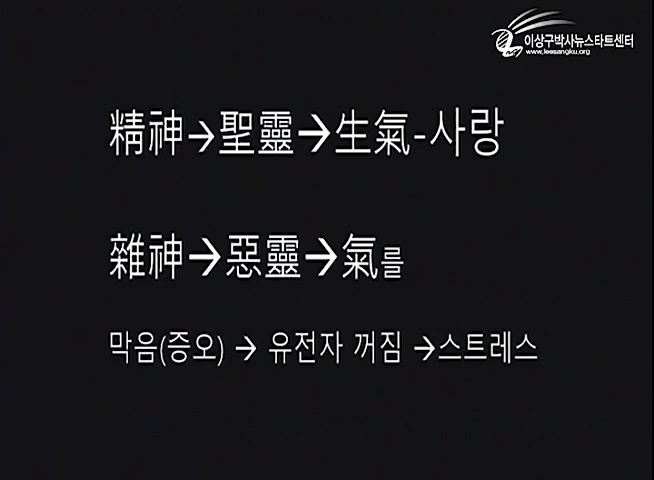 이상구박사뉴스타트센터
www.leesangku.org
精神→聖靈→生氣-사랑
雜神→惡靈→氣를
막음(증오) → 유전자 꺼짐 →스트레스